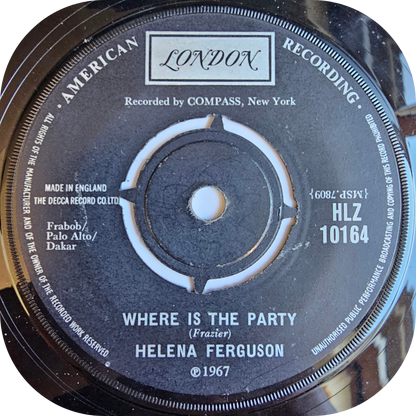 · AMERICAN RECORDING ·
LONDON
Recorded by COMPASS, New York
ALL RIGHTS OF THE MANUFACTURER AND OF THE OWNER OF THE RECORDED WORK RESERVED
UNAUTHORISED PUBLIC PERFORMANCE BROADCASTING AND COPYING OF THIS RECORD PROHIBITED
MADE IN ENGLAND
THE DECCA RECORD CO. LTD.
Frabob/
Palo Alto/
Dakar
{MSP.7809}
HLZ
10164
WHERE IS THE PARTY
(Frazier)
HELENA FERGUSON
℗1967